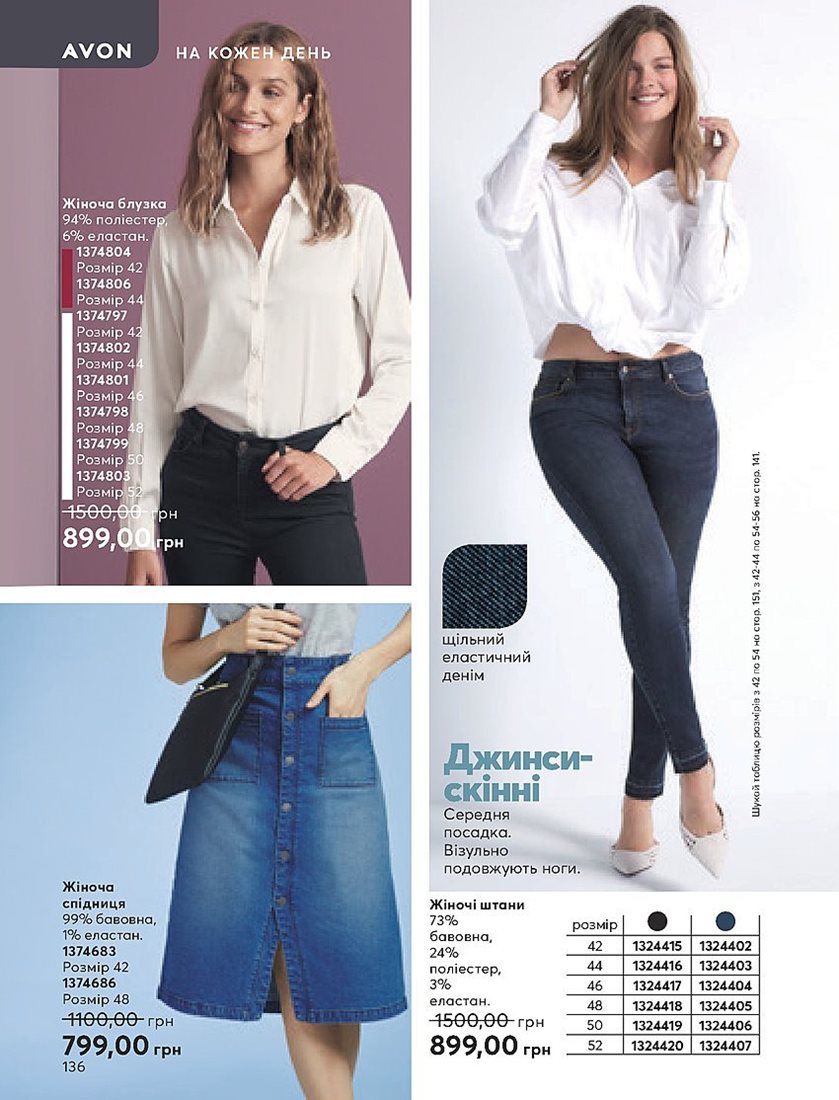 AVON
НА КОЖЕН ДЕНЬ
Жіноча блузка
94% поліестер,
6% еластан.
1374804
Розмір 42
1374806
Розмір 44
1374797
Розмір 42
1374802
Розмір 44
1374801
Розмір 46
1374798
Розмір 48
1374799
Розмір 50
1374803
Розмір 52
1500,00 грн
899,00 грн
щільний
еластичний
денім
Джинси-
скінні
Середня
посадка.
Візуально
подовжують ноги.
Шукай таблицю розмірів з 42 по 54 на стор. 151, з 42-44 по 54-56 на стор. 141.
Жіноча
спідниця
99% бавовна,
1% еластан.
1374683
Розмір 42
1374686
Розмір 48
1100,00 грн
799,00 грн
136
Жіночі штани
73%
бавовна,
24%
поліестер,
3%
еластан.
1500,00 грн
899,00 грн
розмір
42 1324415 1324402
44 1324416 1324403
46 1324417 1324404
48 1324418 1324405
50 1324419 1324406
52 1324420 1324407